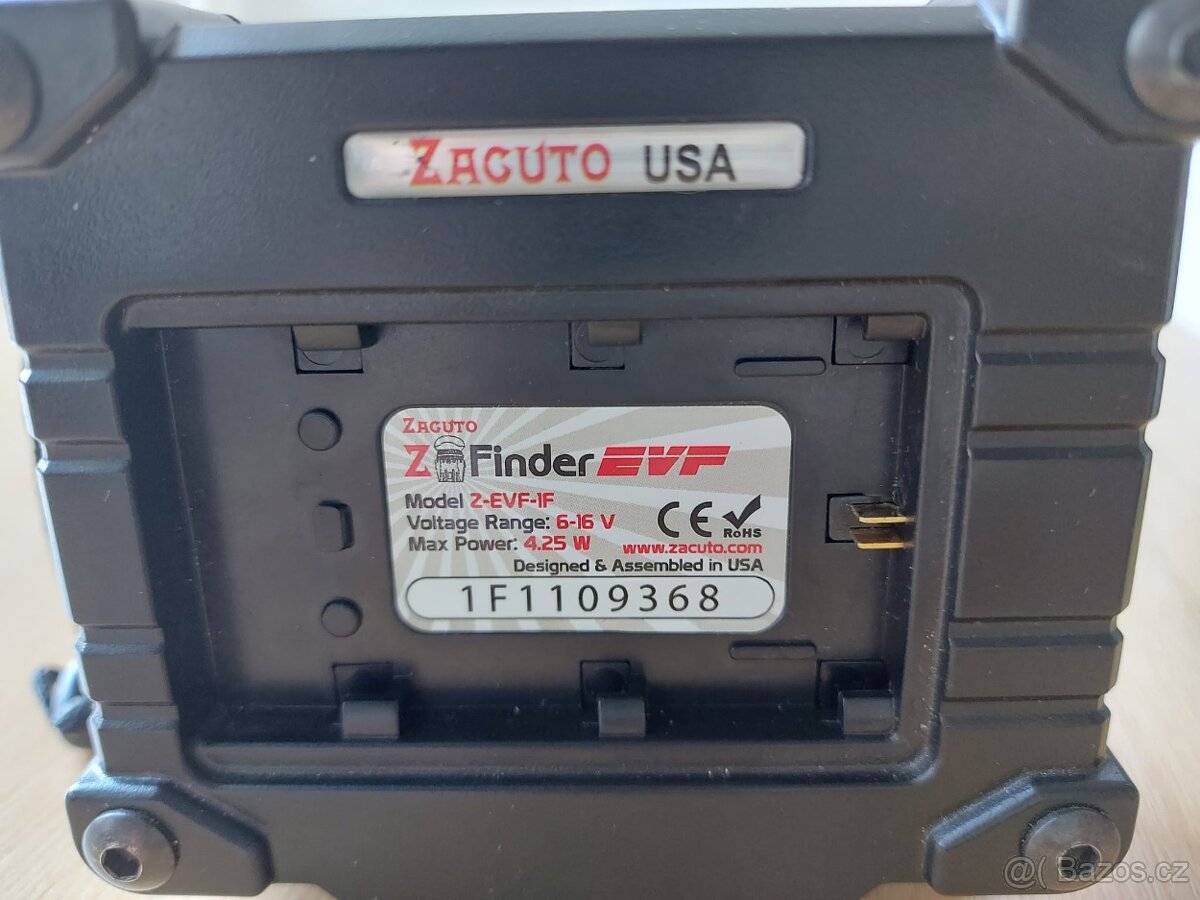 ZACUTO USA
ZACUTO
Z Finder EVF
Model Z-EVF-1F
Voltage Range: 6-16 V
Max Power: 4.25 W
CE RoHS
www.zacuto.com
Designed & Assembled in USA
1F1109368
@( Bazos.cz